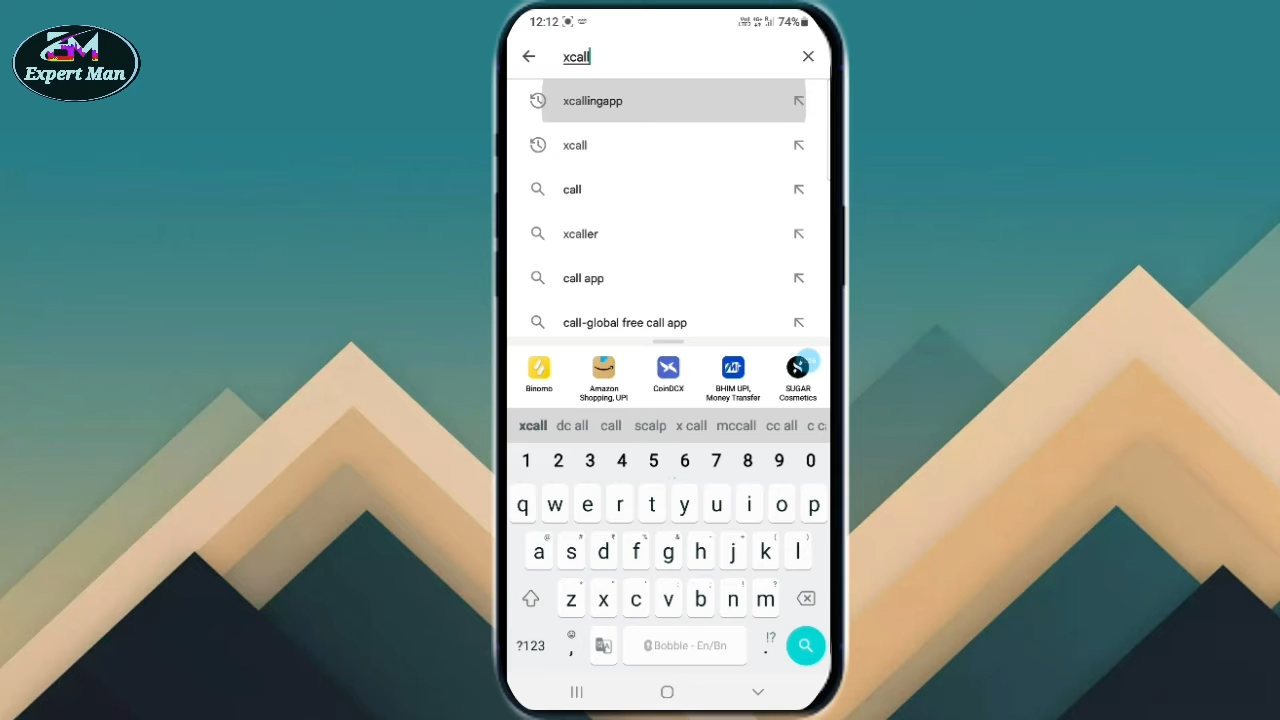 EM
Expert Man
12:12
74%
xcall
xcallingapp
xcall
call
xcaller
call app
call-global free call app
Binomo
Amazon
Shopping, UPI
CoinDCX
BHIM UPI,
Money Transfer
SUGAR
Cosmetics
xcall dc all call scalp x call mccall cc all c c
1 2 3 4 5 6 7 8 9 0
q w e r t y u i o p
a s d f g h j k l
z x c v b n m
?123 , Bobble - En/Bn !? .